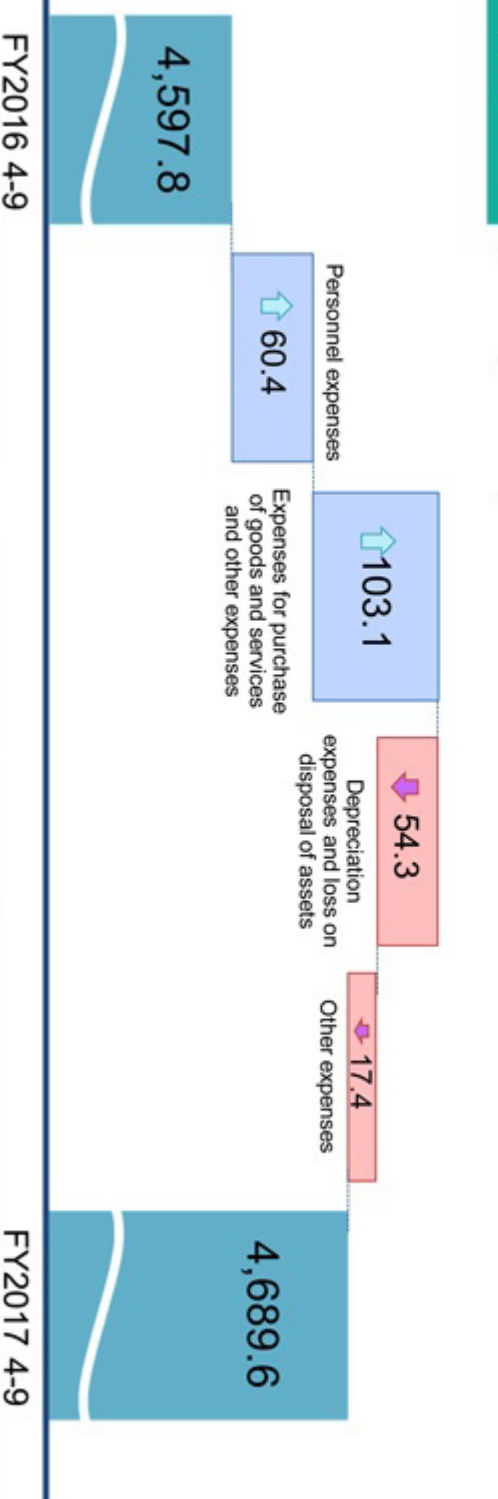 4,597.8
FY2016 4-9
Personnel expenses
60.4
103.1
Expenses for purchase
of goods and services
and other expenses
54.3
Depreciation
expenses and loss on
disposal of assets
17.4
Other expenses
4,689.6
FY2017 4-9